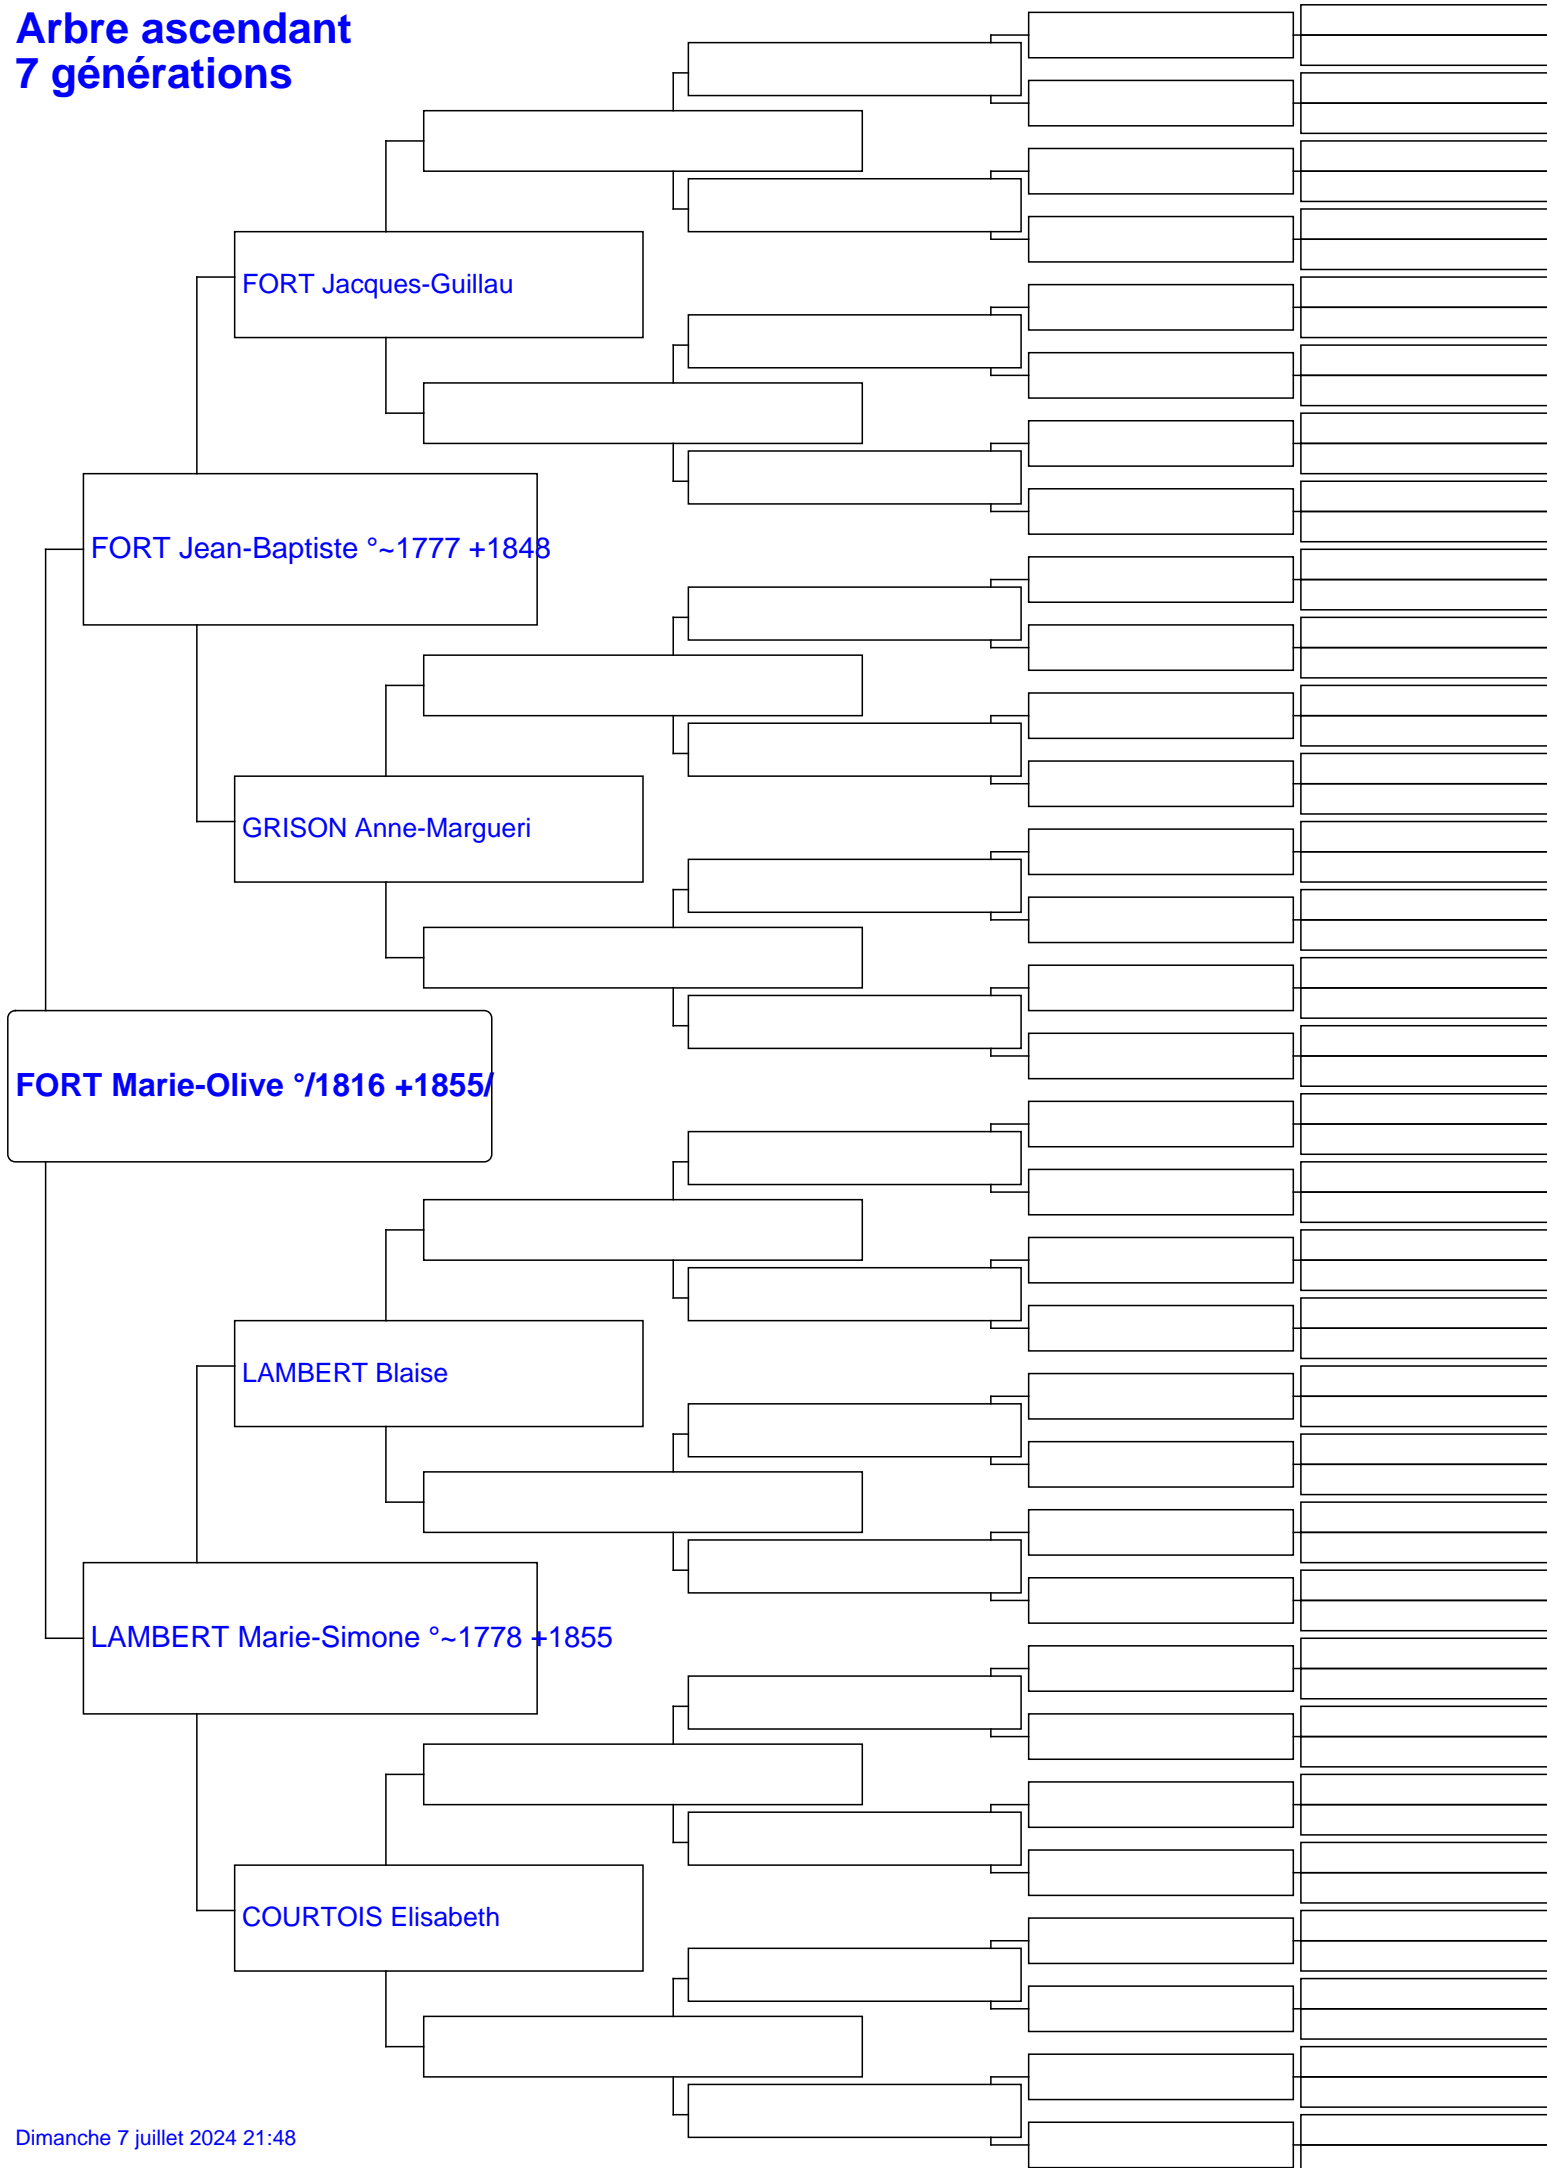 Arbre ascendant
7 générations
FORT Jacques-Guillau
FORT Jean-Baptiste °~1777 +1848
GRISON Anne-Margueri
FORT Marie-Olive °/1816 +1855/
LAMBERT Blaise
LAMBERT Marie-Simone °~1778 +1855
COURTOIS Elisabeth
Dimanche 7 juillet 2024 21:48